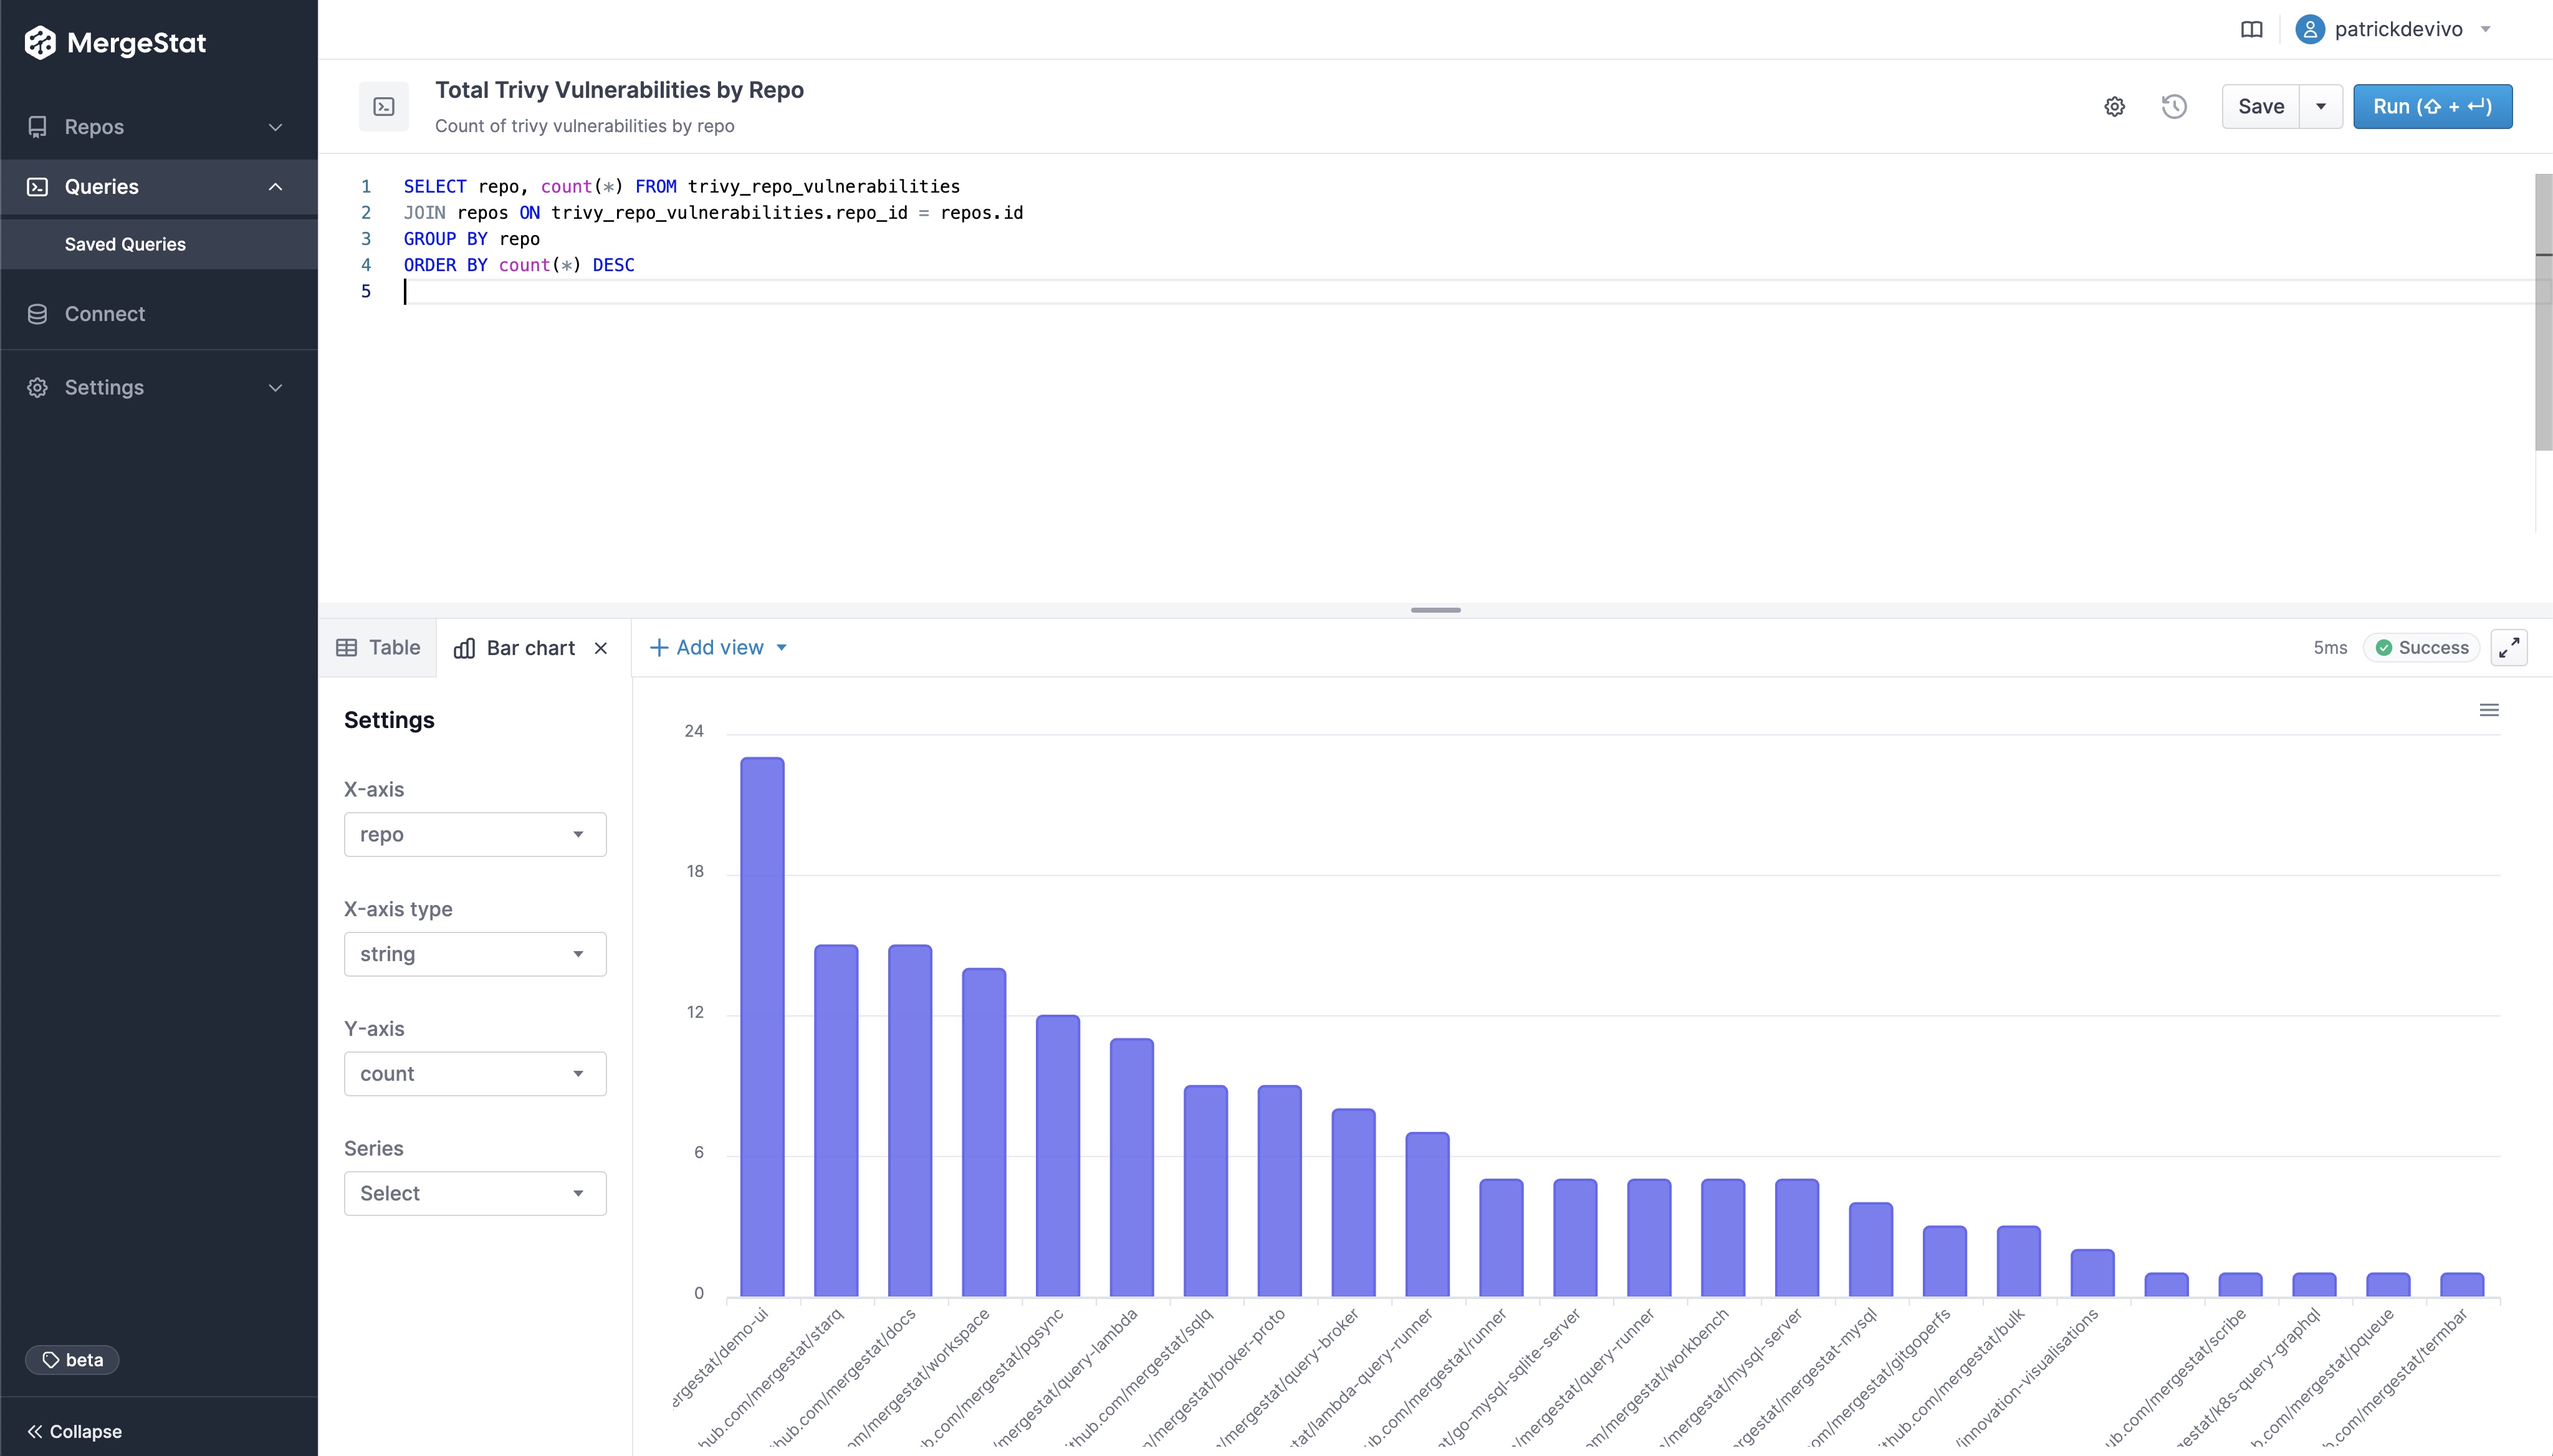 MergeStat
patrickdevivo
Repos
Queries
Saved Queries
Connect
Settings
Total Trivy Vulnerabilities by Repo
Count of trivy vulnerabilities by repo
Save
Run (⇧ + ↵)
1 SELECT repo, count(*) FROM trivy_repo_vulnerabilities
2 JOIN repos ON trivy_repo_vulnerabilities.repo_id = repos.id
3 GROUP BY repo
4 ORDER BY count(*) DESC
5
Table
Bar chart
Add view
5ms
Success
Settings
X-axis
repo
X-axis type
string
Y-axis
count
Series
Select
24
18
12
6
0
ergestat/demo-ui
hub.com/mergestat/starq
hub.com/mergestat/docs
om/mergestat/workspace
b.com/mergestat/pgsync
mergestat/query-lambda
ithub.com/mergestat/sqlq
n/mergestat/broker-proto
/mergestat/query-broker
tat/lambda-query-runner
ub.com/mergestat/runner
at/go-mysql-sqlite-server
/mergestat/query-runner
om/mergestat/workbench
/mergestat/mysql-server
ergestat/mergestat-mysql
om/mergestat/gitgoperfs
ithub.com/mergestat/bulk
/innovation-visualisations
ub.com/mergestat/scribe
estat/k8s-query-graphql
b.com/mergestat/pqueue
b.com/mergestat/termbar
beta
Collapse